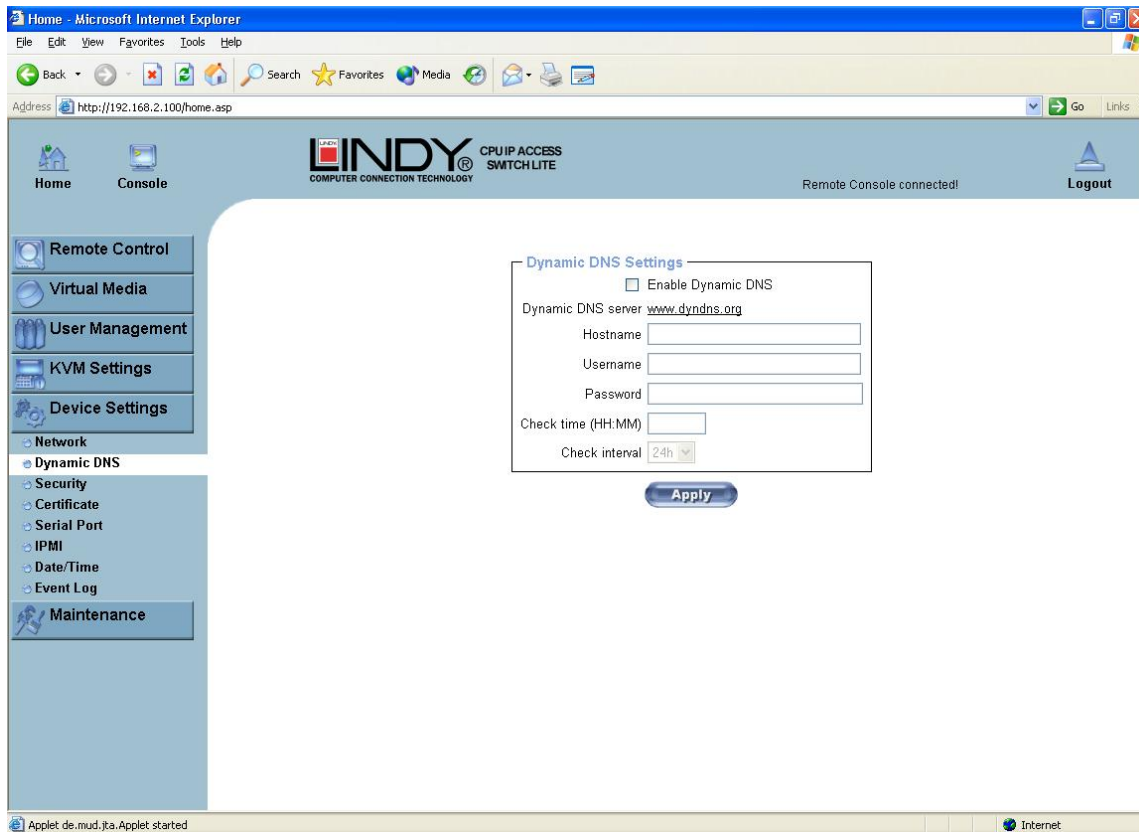 Home - Microsoft Internet Explorer
File Edit View Favorites Tools Help
Back Search Favorites Media
Address http://192.168.2.100/home.asp Go Links
Home Console
LINDY
LINDY® CPU IP ACCESS
SWITCH LITE
COMPUTER CONNECTION TECHNOLOGY
Remote Console connected!
Logout
Remote Control
Virtual Media
User Management
KVM Settings
Device Settings
Network
Dynamic DNS
Security
Certificate
Serial Port
IPMI
Date/Time
Event Log
Maintenance
Dynamic DNS Settings
Enable Dynamic DNS
Dynamic DNS server www.dyndns.org
Hostname
Username
Password
Check time (HH:MM)
Check interval 24h
Apply
Applet de.mud.jta.Applet started Internet